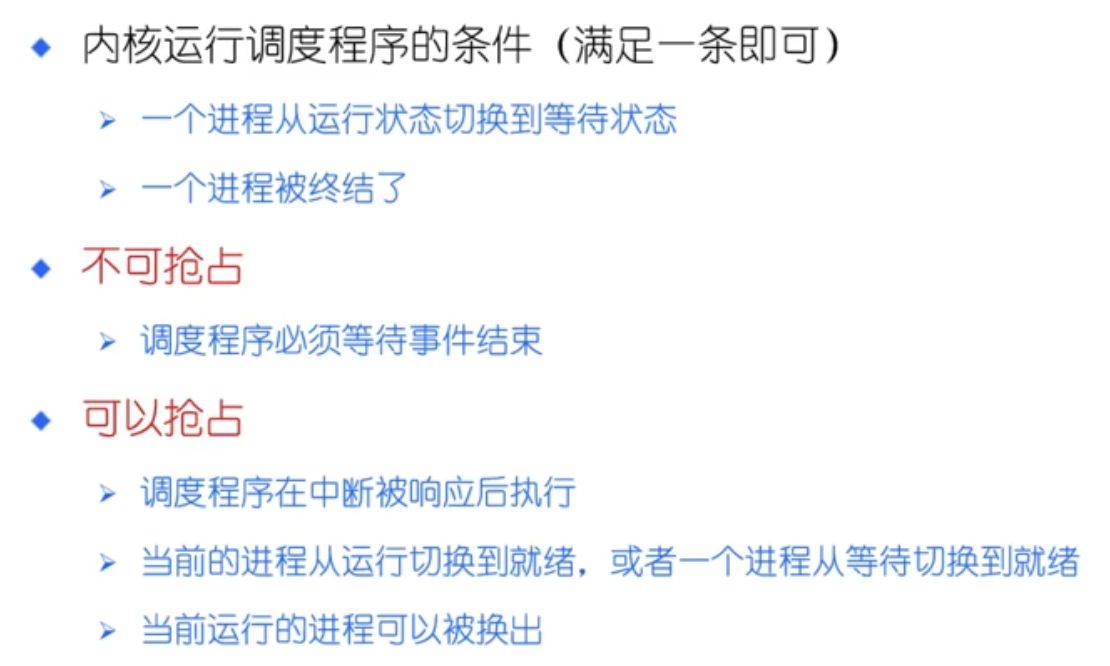 内核运行调度程序的条件（满足一条即可）
一个进程从运行状态切换到等待状态
一个进程被终结了
不可抢占
调度程序必须等待事件结束
可以抢占
调度程序在中断被响应后执行
当前的进程从运行切换到就绪，或者一个进程从等待切换到就绪
当前运行的进程可以被换出